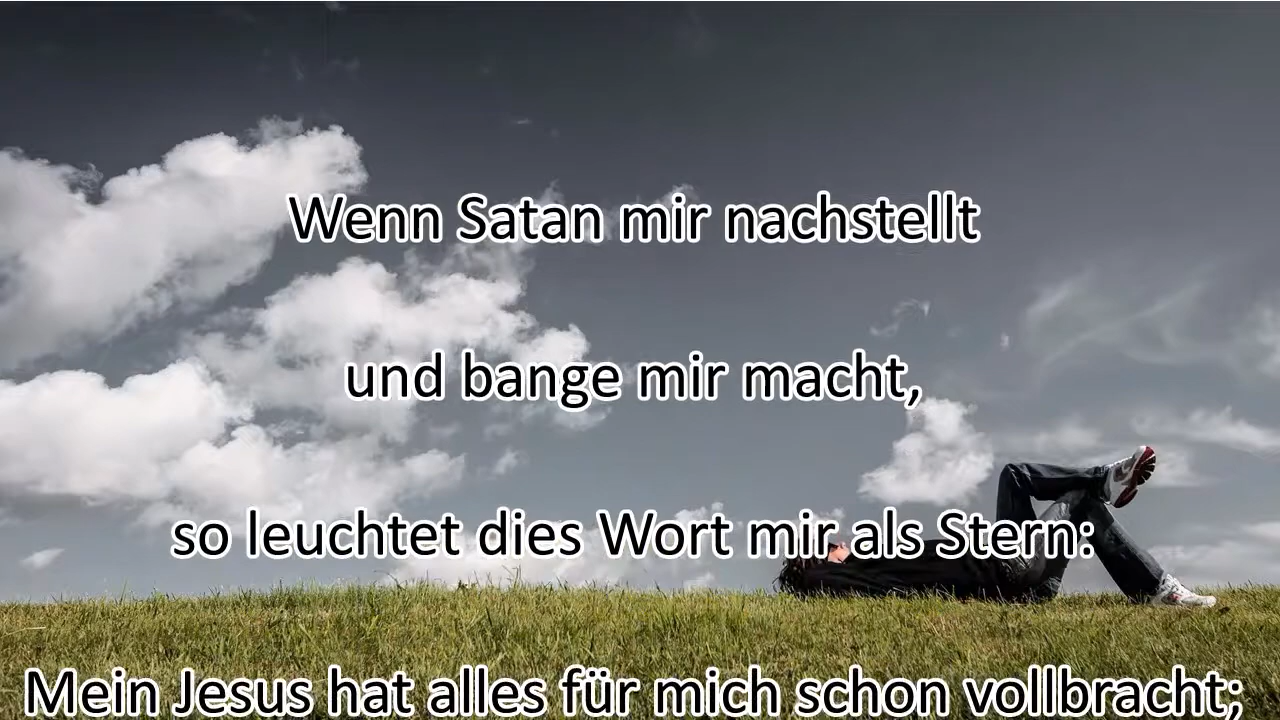 Wenn Satan mir nachstellt
und bange mir macht,
so leuchtet dies Wort mir als Stern:
Mein Jesus hat alles für mich schon vollbracht;